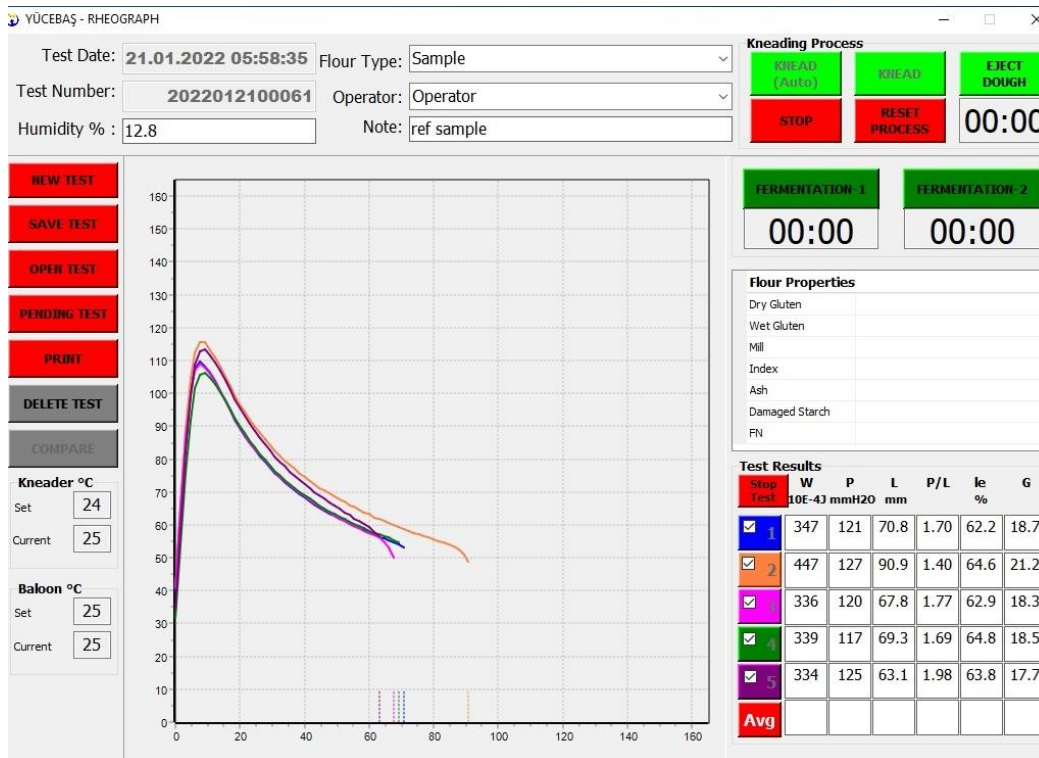 YÜCEBAŞ - RHEOGRAPH
Test Date: 21.01.2022 05:58:35 Flour Type: Sample
Test Number: 2022012100061 Operator: Operator
Humidity % : 12.8 Note: ref sample
Kneading Process
KNEAD (Auto) KNEAD EJECT DOUGH
STOP RESET PROCESS 00:00
NEW TEST
SAVE TEST
OPEN TEST
PENDING TEST
PRINT
DELETE TEST
COMPARE
Kneader °C
Set 24
Current 25
Baloon °C
Set 25
Current 25
160
150
140
130
120
110
100
90
80
70
60
50
40
30
20
10
0
0 20 40 60 80 100 120 140 160
FERMENTATION-1 FERMENTATION-2
00:00 00:00
Flour Properties
Dry Gluten
Wet Gluten
Mill
Index
Ash
Damaged Starch
FN
Test Results
Stop Test W P L P/L Ie G
10E-4J mmH2O mm %
1 347 121 70.8 1.70 62.2 18.7
2 447 127 90.9 1.40 64.6 21.2
3 336 120 67.8 1.77 62.9 18.3
4 339 117 69.3 1.69 64.8 18.5
5 334 125 63.1 1.98 63.8 17.7
Avg